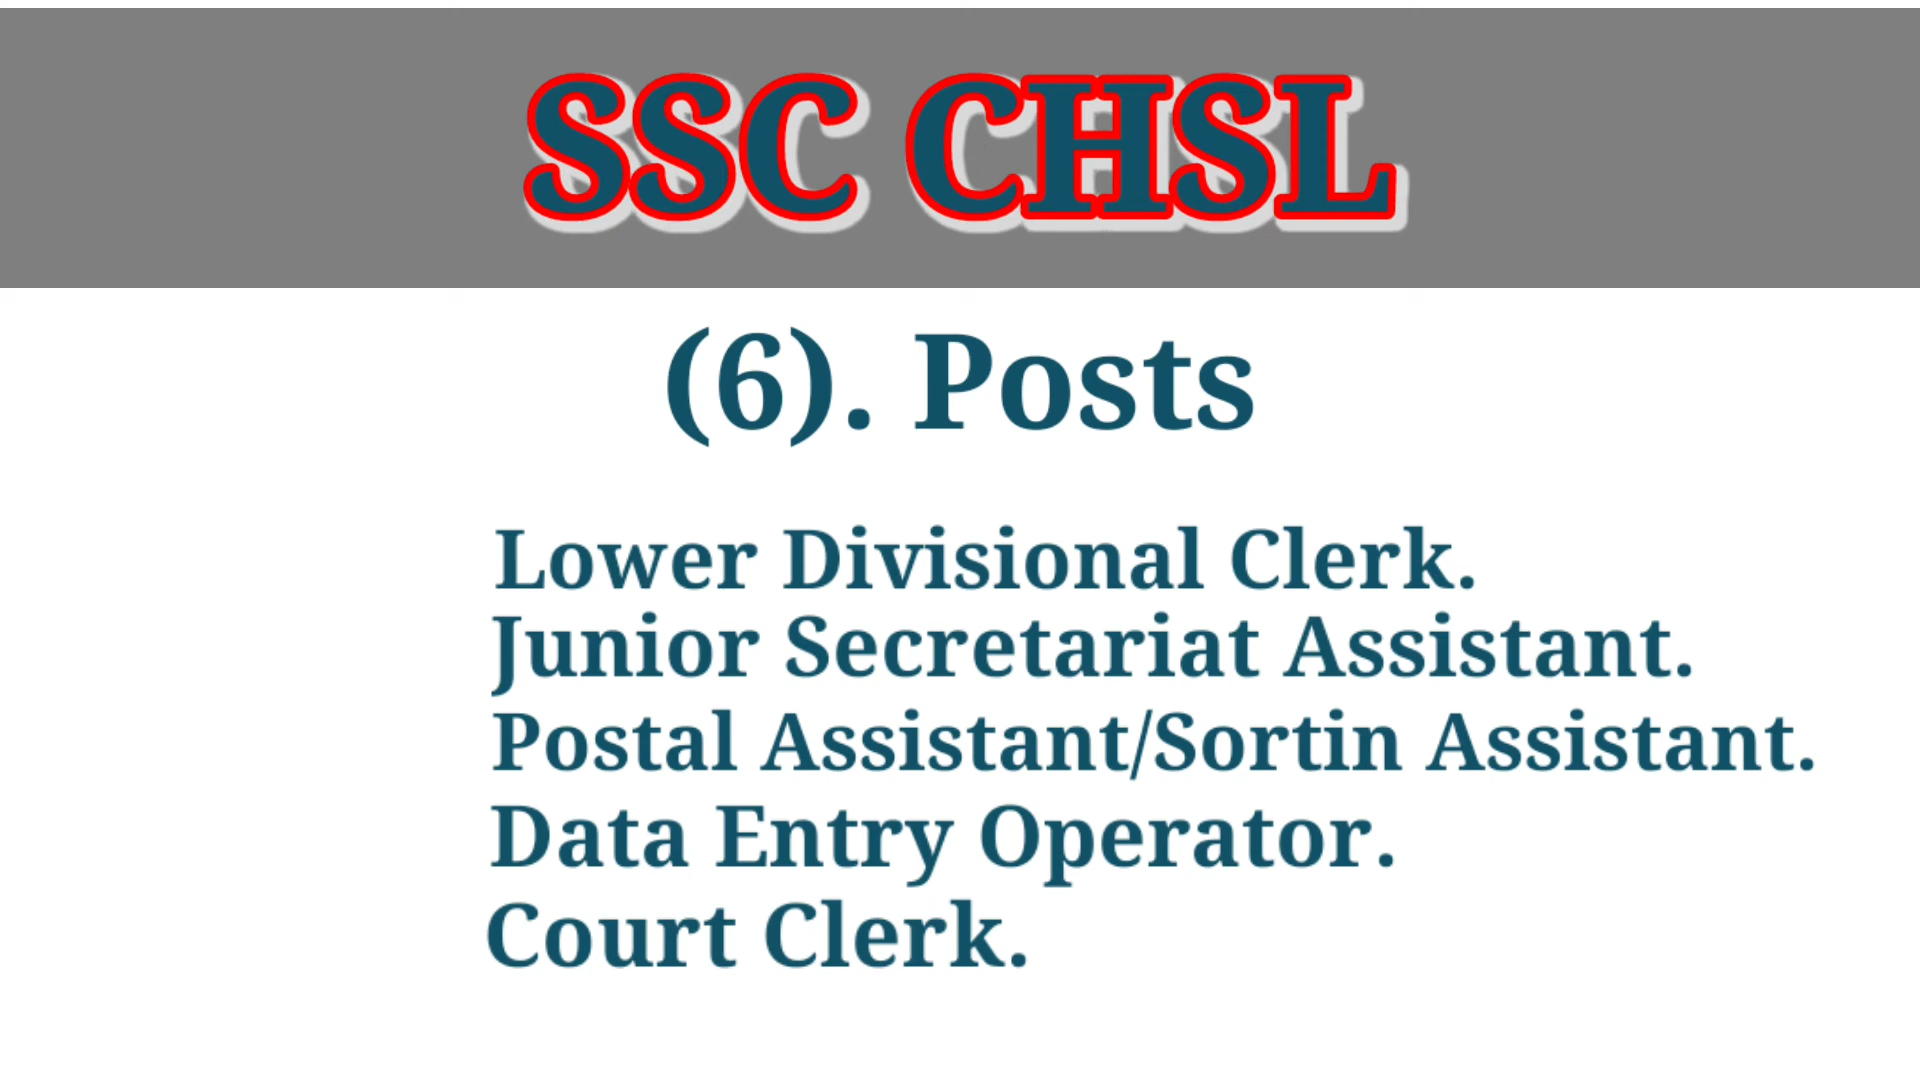 SSC CHSL
(6). Posts
Lower Divisional Clerk.
Junior Secretariat Assistant.
Postal Assistant/Sortin Assistant.
Data Entry Operator.
Court Clerk.